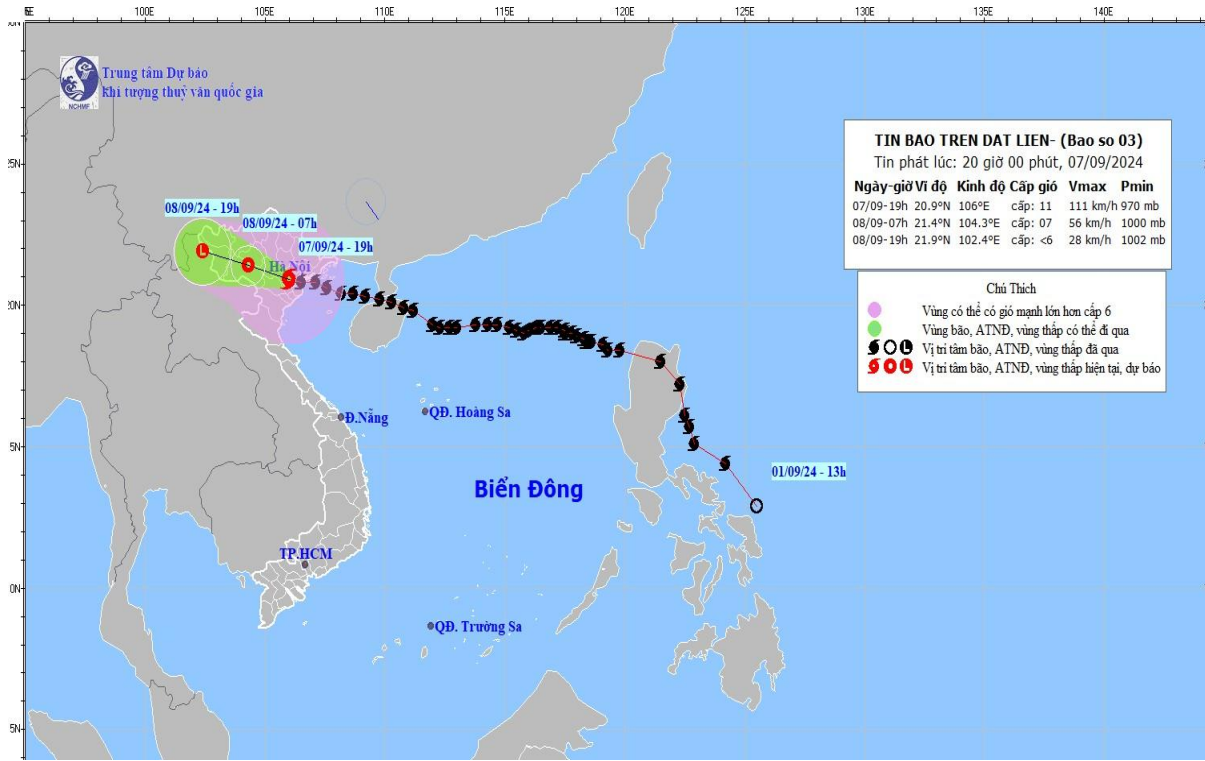 E
100E
105E
110E
115E
120E
125E
130E
135E
140E
Trung tâm Dự báo
khí tượng thuỷ văn quốc gia
NCHMF
TIN BAO TREN DAT LIEN- (Bao so 03)
Tin phát lúc: 20 giờ 00 phút, 07/09/2024
Ngày-giờ Vĩ độ Kinh độ Cấp gió Vmax Pmin
07/09-19h 20.9ºN 106ºE cấp: 11 111 km/h 970 mb
08/09-07h 21.4ºN 104.3ºE cấp: 07 56 km/h 1000 mb
08/09-19h 21.9ºN 102.4ºE cấp: <6 28 km/h 1002 mb
25N
08/09/24 - 19h
08/09/24 - 07h
07/09/24 - 19h
L
Hà Nội
Chú Thích
Vùng có thể có gió mạnh lớn hơn cấp 6
Vùng bão, ATNĐ, vùng thấp có thể đi qua
L Vị trí tâm bão, ATNĐ, vùng thấp đã qua
L Vị trí tâm bão, ATNĐ, vùng thấp hiện tại, dự báo
20N
Đ.Nẵng
QĐ. Hoàng Sa
5N
01/09/24 - 13h
Biển Đông
TP.HCM
0N
QĐ. Trường Sa
5N